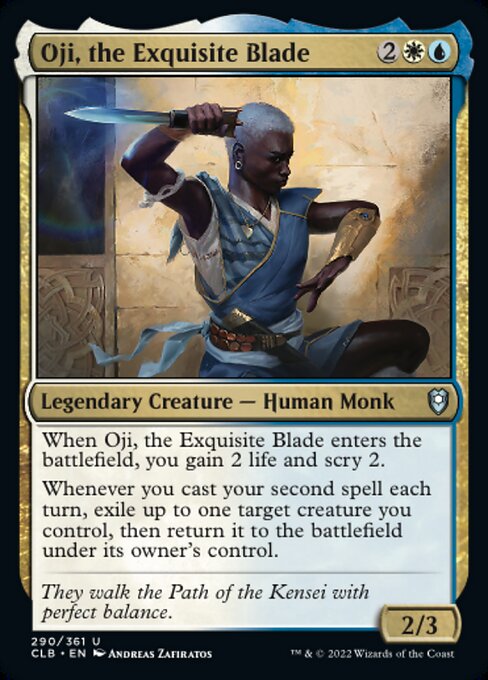 Oji, the Exquisite Blade 2
Legendary Creature — Human Monk
When Oji, the Exquisite Blade enters the
battlefield, you gain 2 life and scry 2.
Whenever you cast your second spell each
turn, exile up to one target creature you
control, then return it to the battlefield
under its owner's control.
They walk the Path of the Kensei with
perfect balance.
2/3
290/361 U
CLB • EN Andreas Zafiratos
™ & © 2022 Wizards of the Coast